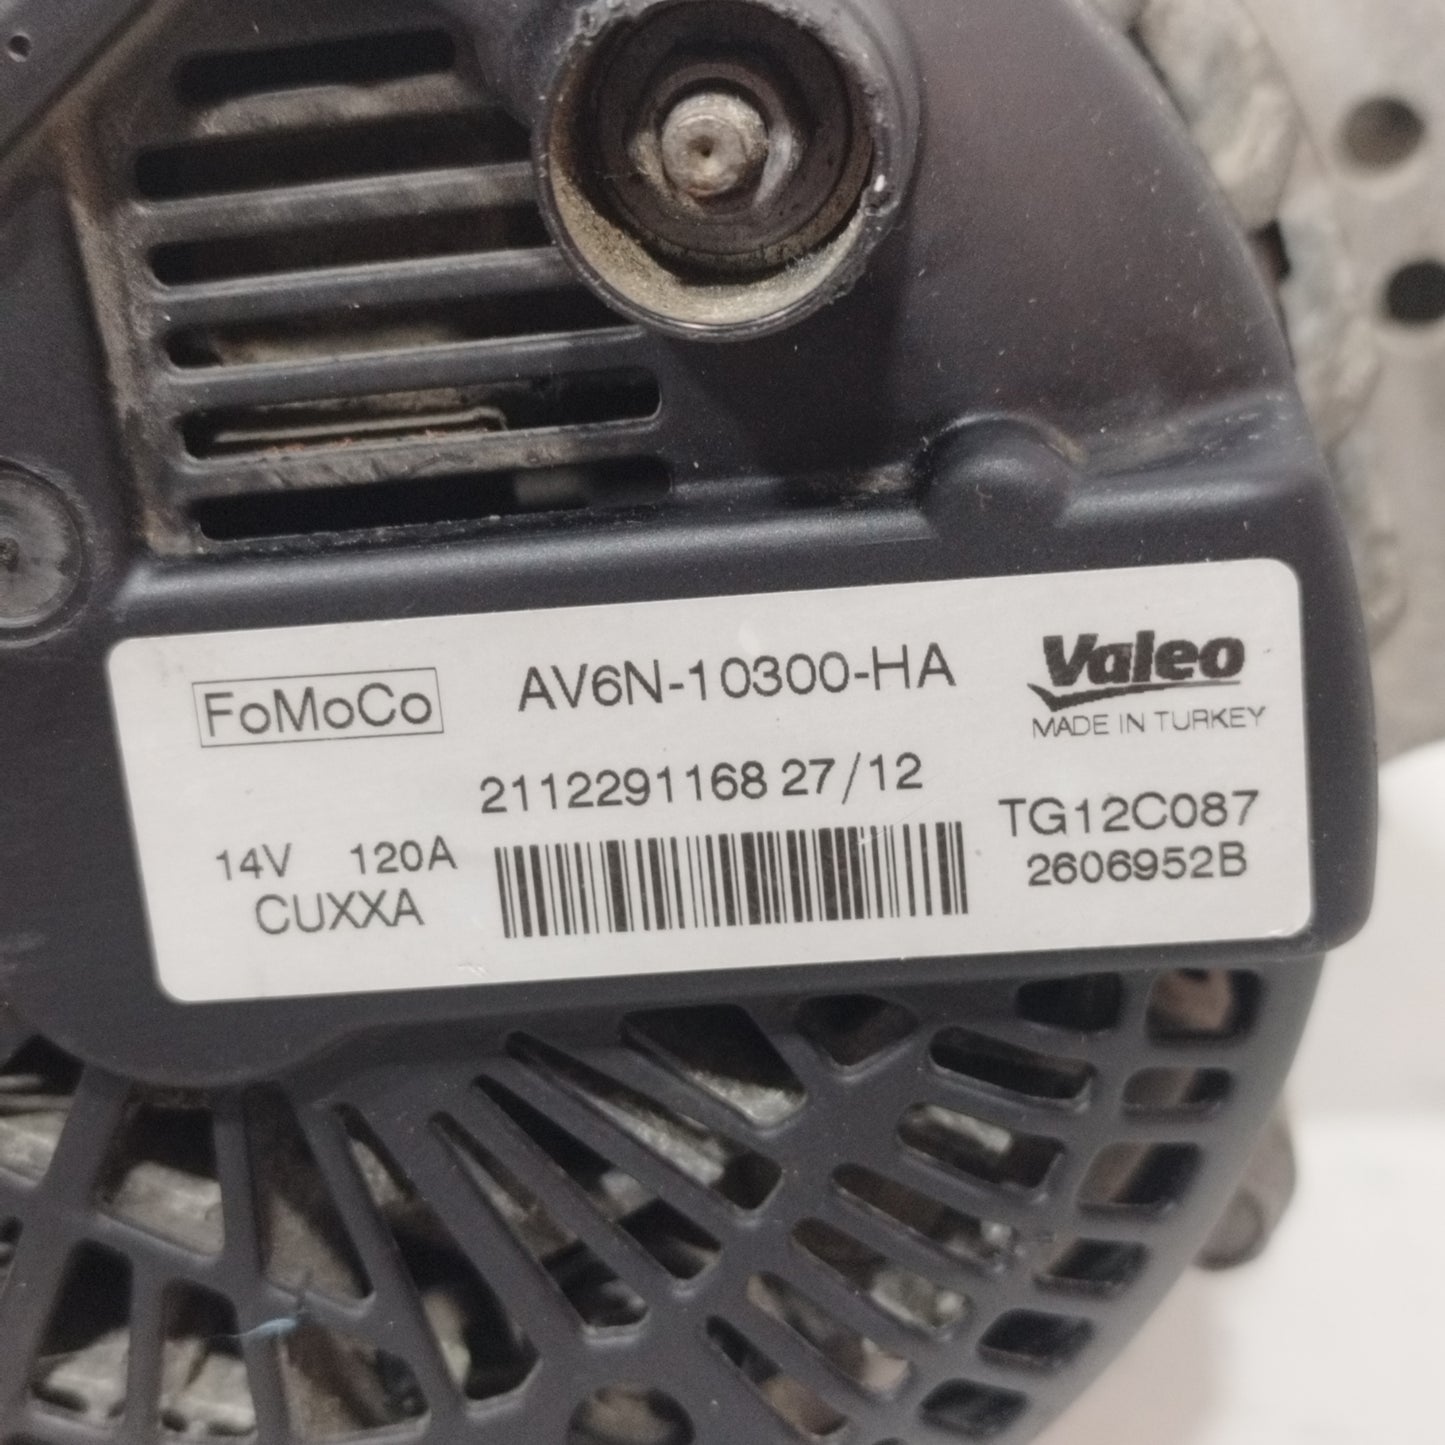 FoMoCo AV6N-10300-HA Valeo
MADE IN TURKEY
2112291168 27/12
14V 120A TG12C087
CUXXA 2606952B